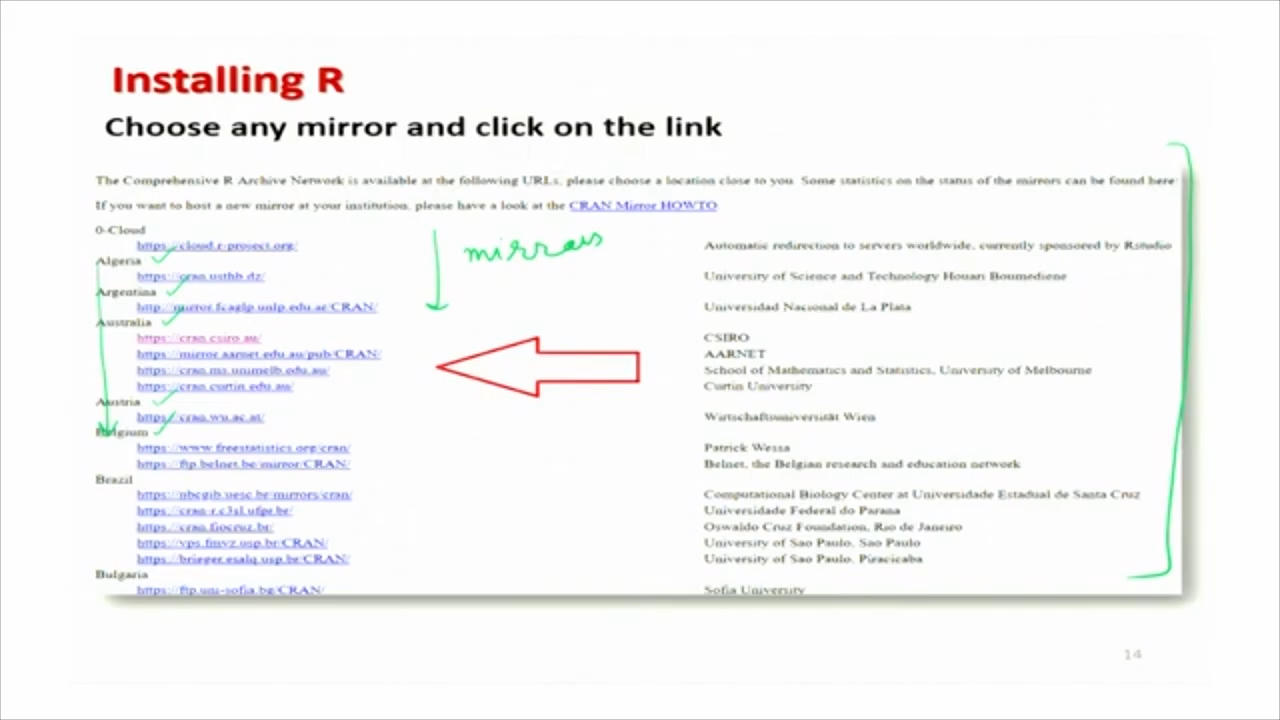 Installing R
Choose any mirror and click on the link
The Comprehensive R Archive Network is available at the following URLs, please choose a location close to you. Some statistics on the status of the mirrors can be found here:
If you want to host a new mirror at your institution, please have a look at the CRAN Mirror HOWTO
0-Cloud
mirrors
https://cloud.r-project.org/ Automatic redirection to servers worldwide, currently sponsored by Rstudio
Algeria
https://cran.usthb.dz/ University of Science and Technology Houari Boumediene
Argentina
http://mirror.fcaglp.unlp.edu.ar/CRAN/ Universidad Nacional de La Plata
Australia
https://cran.csiro.au/ CSIRO
https://mirror.aarnet.edu.au/pub/CRAN/ AARNET
https://cran.ms.unimelb.edu.au/ School of Mathematics and Statistics, University of Melbourne
https://cran.curtin.edu.au/ Curtin University
Austria
https://cran.wu.ac.at/ Wirtschaftsuniversität Wien
Belgium
https://www.freestatistics.org/cran/ Patrick Wessa
https://ftp.belnet.be/mirror/CRAN/ Belnet, the Belgian research and education network
Brazil
https://nbcgib.uesc.br/mirrors/cran/ Computational Biology Center at Universidade Estadual de Santa Cruz
https://cran-r.c3sl.ufpr.br/ Universidade Federal do Parana
https://cran.fiocruz.br/ Oswaldo Cruz Foundation, Rio de Janeiro
https://vps.fmvz.usp.br/CRAN/ University of Sao Paulo, Sao Paulo
https://brieger.esalq.usp.br/CRAN/ University of Sao Paulo, Piracicaba
Bulgaria
https://ftp.uni-sofia.bg/CRAN/ Sofia University
14